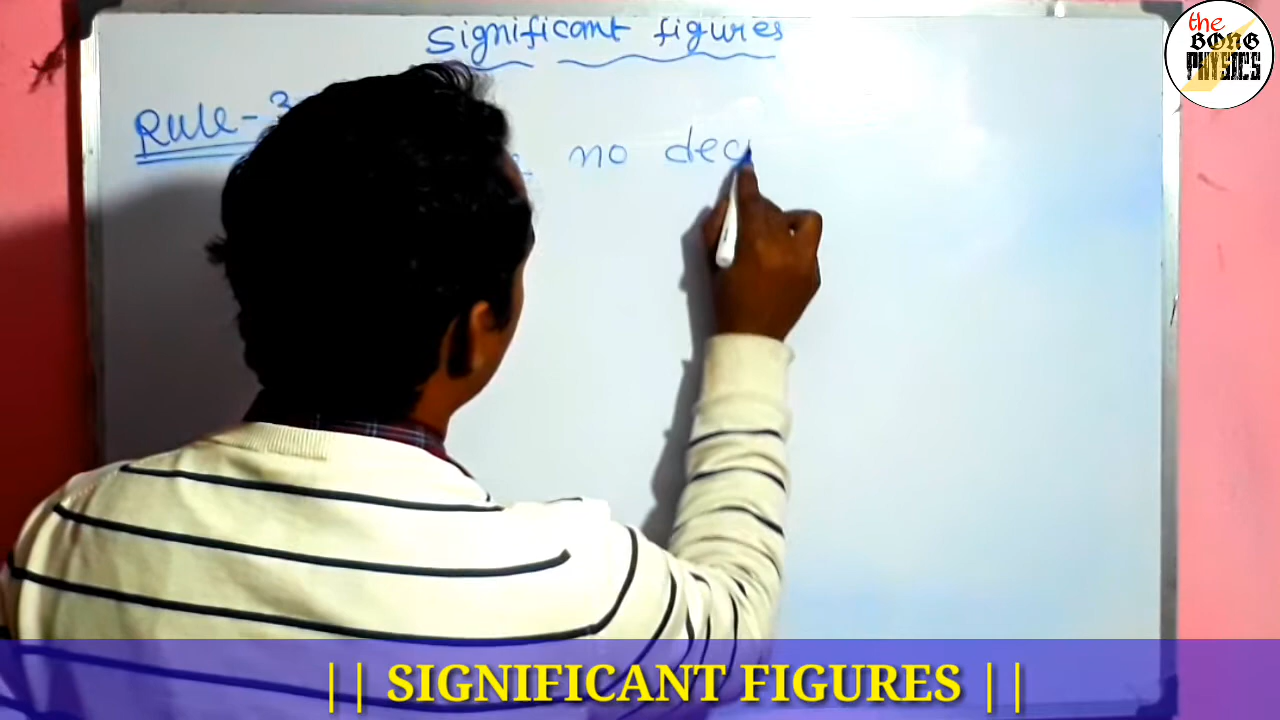 Significant figures
the
BONG
PHYSICS
Rule-3
no dec
|| SIGNIFICANT FIGURES ||